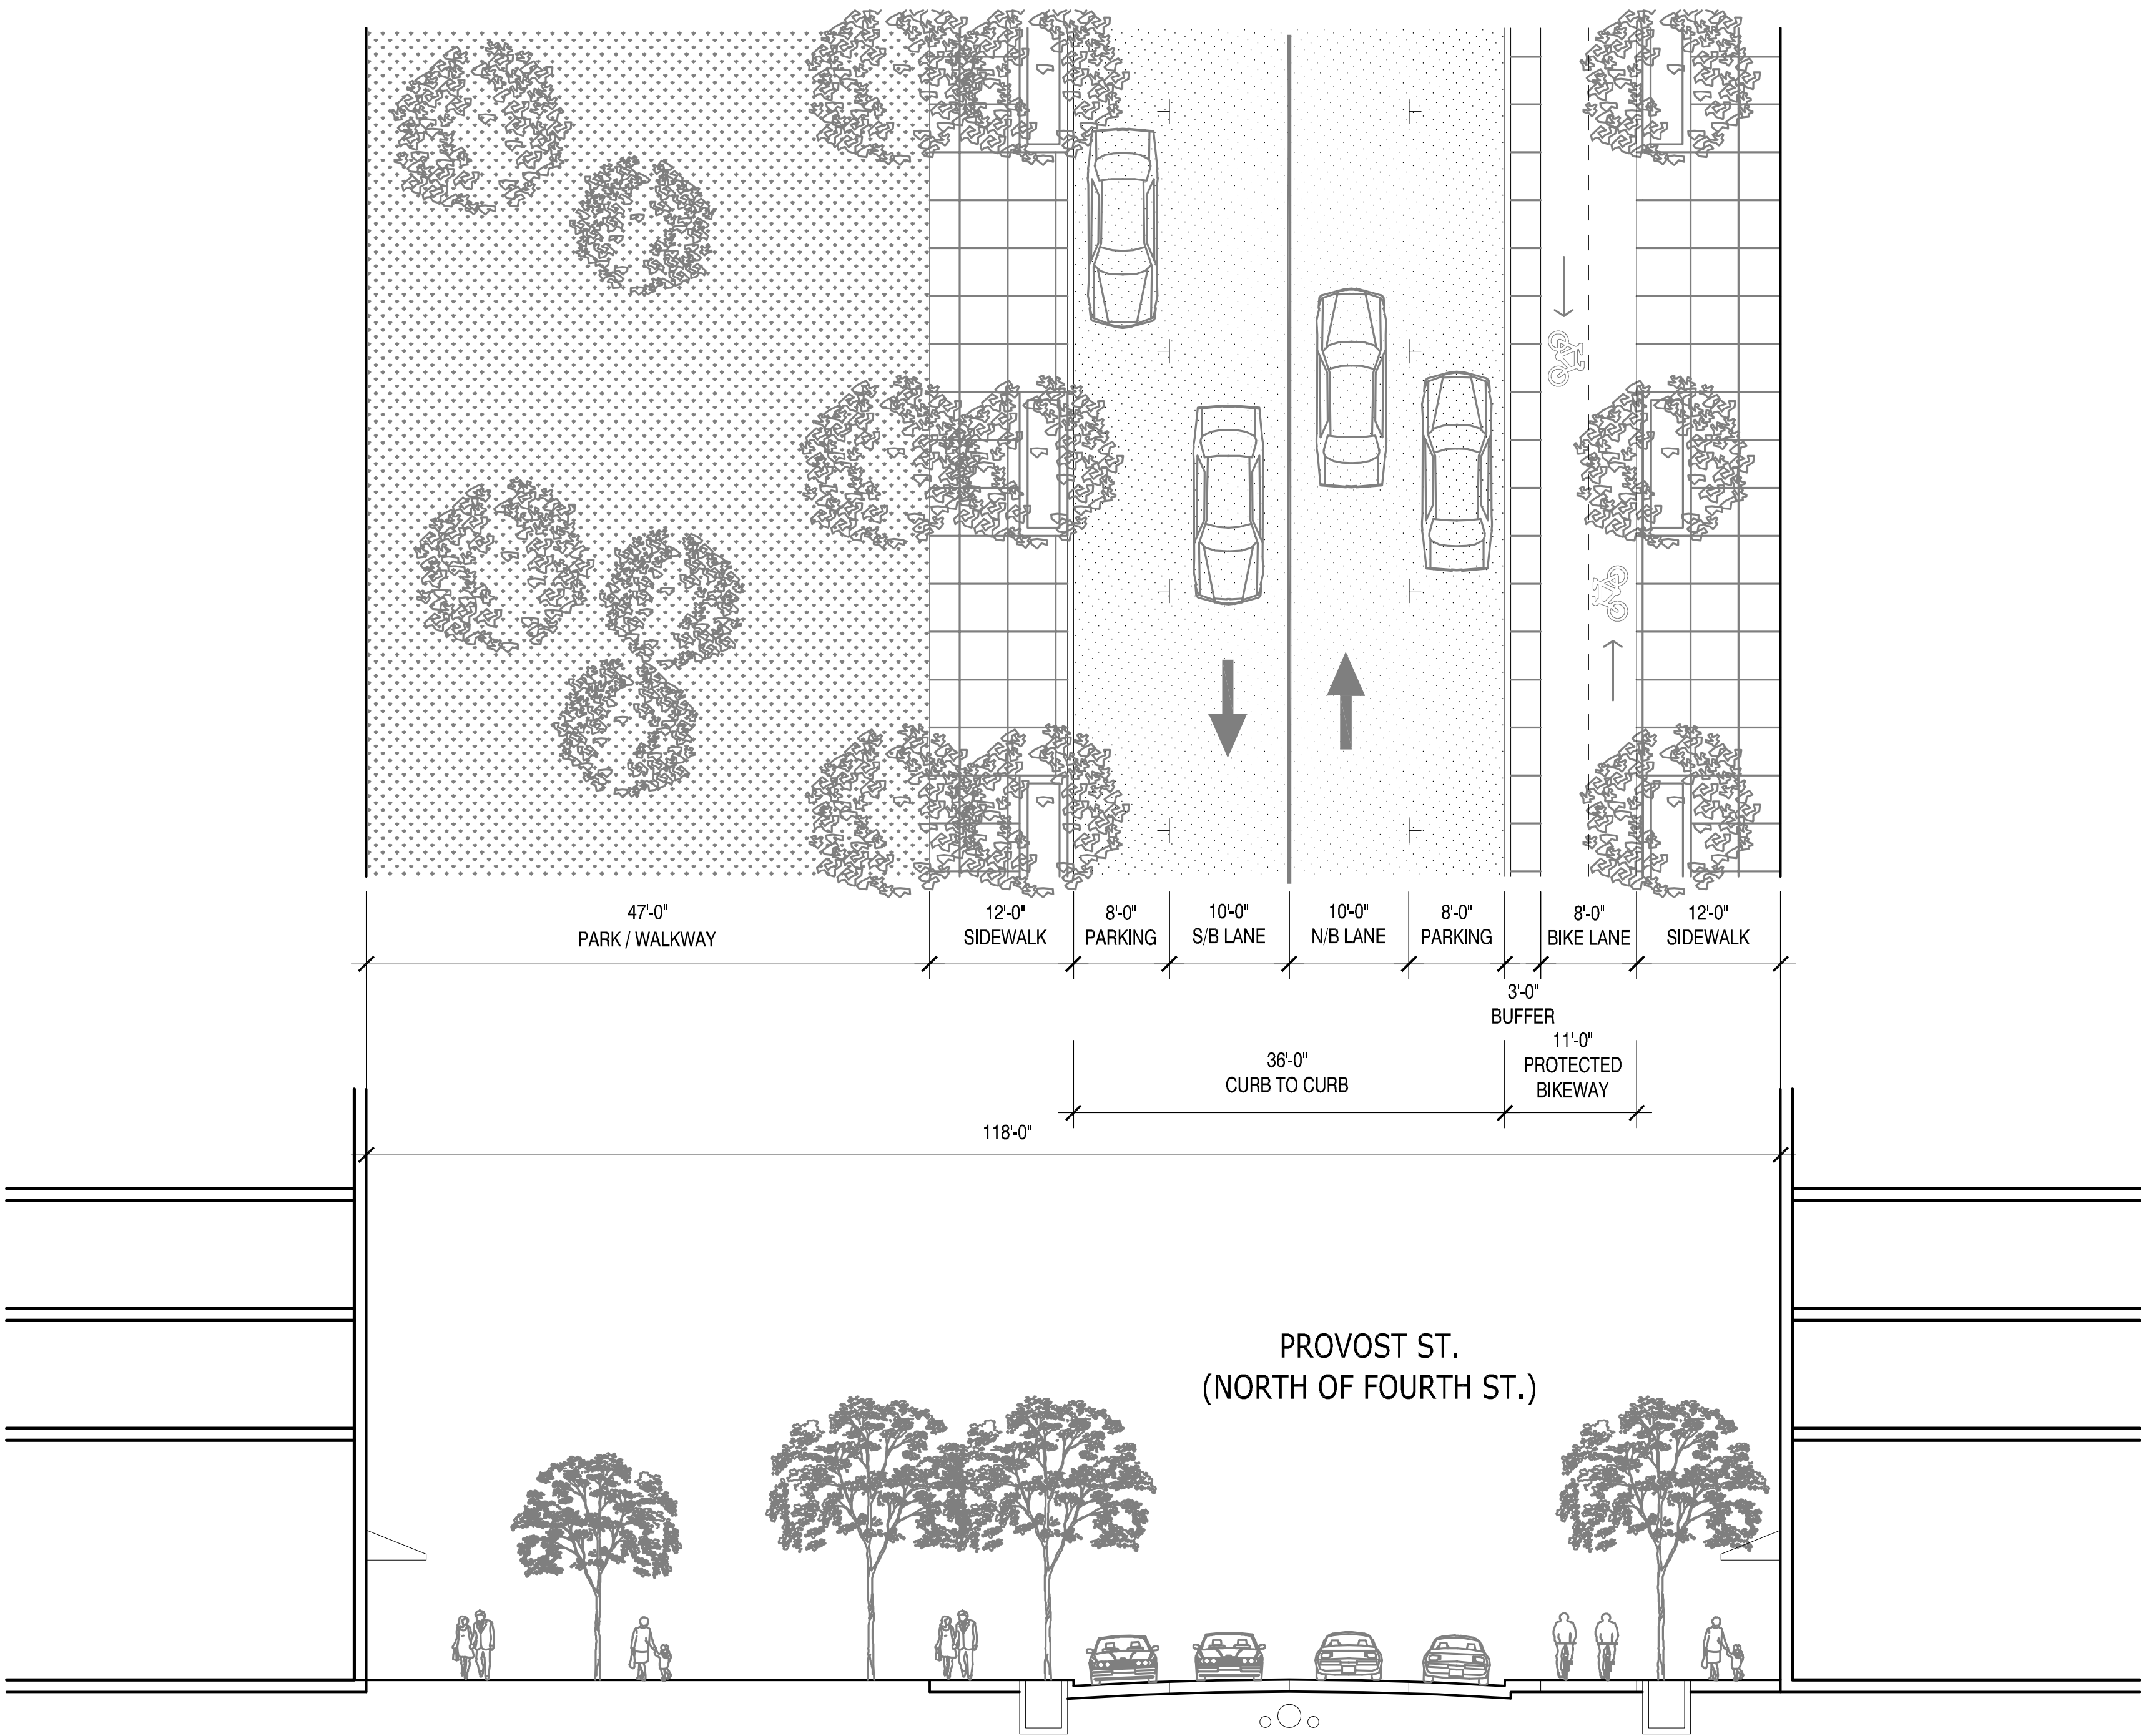 47'-0"
PARK / WALKWAY
12'-0"
SIDEWALK
8'-0"
PARKING
10'-0"
S/B LANE
10'-0"
N/B LANE
8'-0"
PARKING
8'-0"
BIKE LANE
12'-0"
SIDEWALK
3'-0"
BUFFER
11'-0"
PROTECTED
BIKEWAY
36'-0"
CURB TO CURB
118'-0"
PROVOST ST.
(NORTH OF FOURTH ST.)